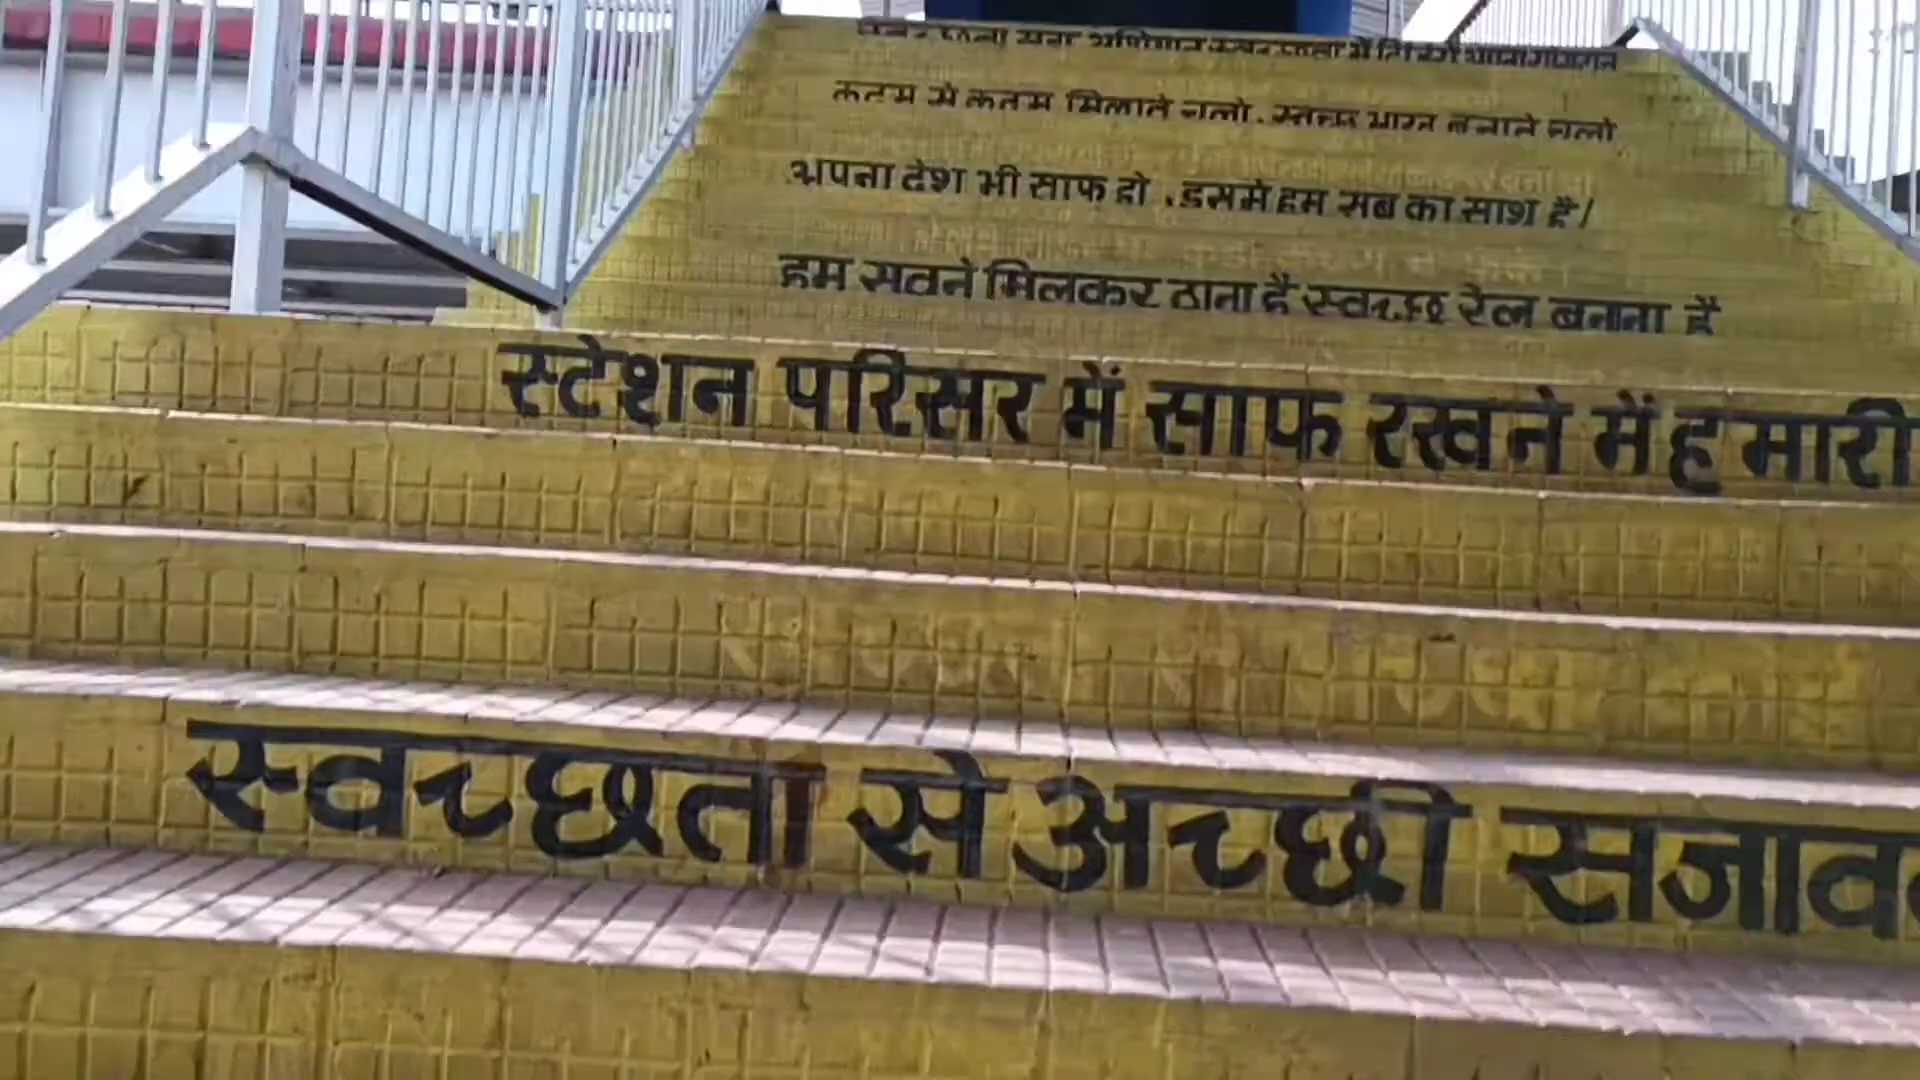 कदम से कदम मिलाते चलो, स्वच्छ भारत बनाते चलो
अपना देश भी साफ हो , इसमे हम सब का साथ है/
हम सबने मिलकर ठाना है स्वच्छ रेल बनाना है
स्टेशन परिसर में साफ रखने में हमारी
स्वच्छता से अच्छी सजाव